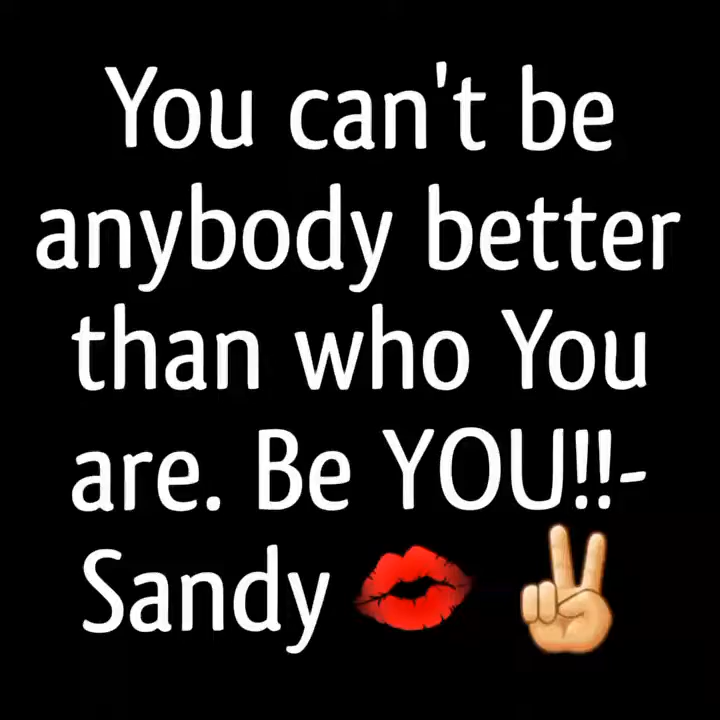 You can't be
anybody better
than who You
are. Be YOU!!-
Sandy 💋 ✌